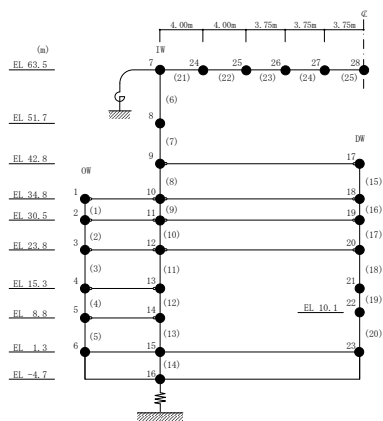 ℄
4.00m 4.00m 3.75m 3.75m 3.75m
(m) IW
EL 63.5 7 24 25 26 27 28
(21) (22) (23) (24) (25)
(6)
EL 51.7 8
(7)
DW
EL 42.8 9 17
OW (8) (15)
EL 34.8 1 10 18
(1) (9) (16)
EL 30.5 2 11 19
(2) (10) (17)
EL 23.8 3 12 20
(3) (11) (18)
EL 15.3 4 13 21
(4) (12) (19)
EL 10.1 22
EL 8.8 5 14
(5) (13) (20)
EL 1.3 6 15 23
(14)
EL -4.7 16